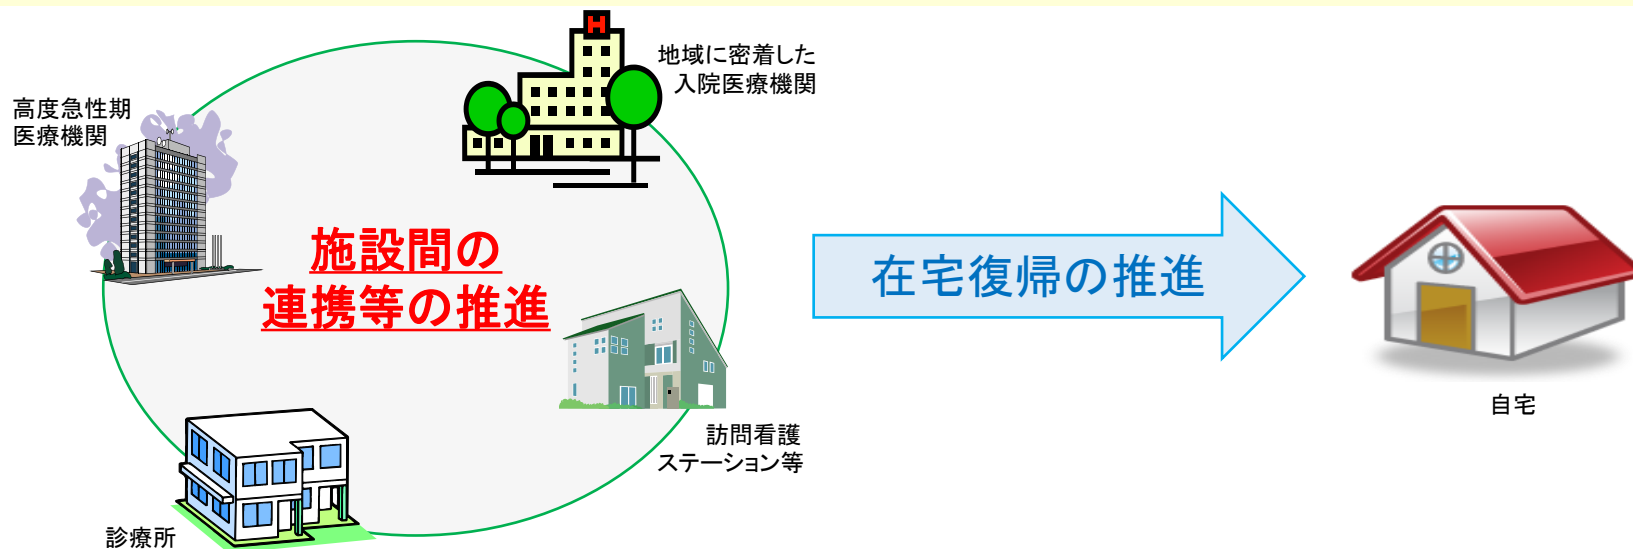 H
地域に密着した
入院医療機関
高度急性期
医療機関
施設間の
連携等の推進
在宅復帰の推進
自宅
訪問看護
ステーション等
診療所